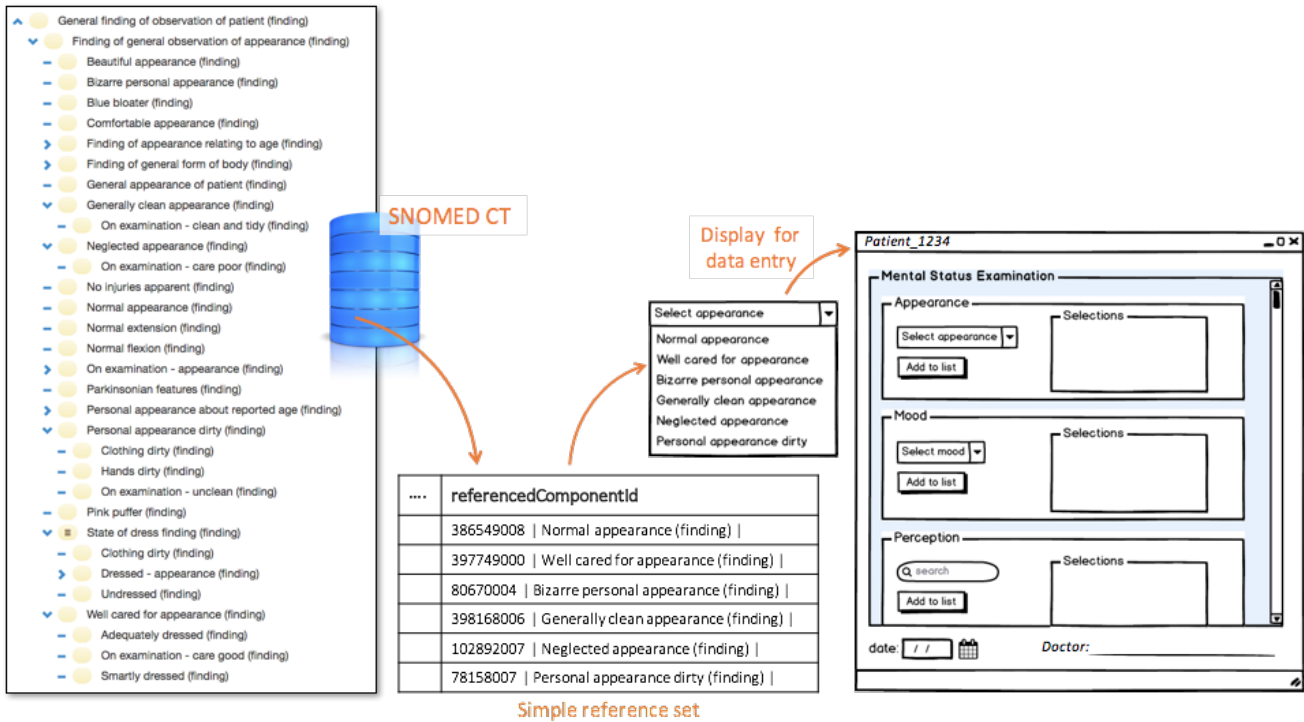 General finding of observation of patient (finding)
Finding of general observation of appearance (finding)
Beautiful appearance (finding)
Bizarre personal appearance (finding)
Blue bloater (finding)
Comfortable appearance (finding)
Finding of appearance relating to age (finding)
Finding of general form of body (finding)
General appearance of patient (finding)
Generally clean appearance (finding)
On examination - clean and tidy (finding)
Neglected appearance (finding)
On examination - care poor (finding)
No injuries apparent (finding)
Normal appearance (finding)
Normal extension (finding)
Normal flexion (finding)
On examination - appearance (finding)
Parkinsonian features (finding)
Personal appearance about reported age (finding)
Personal appearance dirty (finding)
Clothing dirty (finding)
Hands dirty (finding)
On examination - unclean (finding)
Pink puffer (finding)
State of dress finding (finding)
Clothing dirty (finding)
Dressed - appearance (finding)
Undressed (finding)
Well cared for appearance (finding)
Adequately dressed (finding)
On examination - care good (finding)
Smartly dressed (finding)
SNOMED CT
.... referencedComponentId
386549008 | Normal appearance (finding) |
397749000 | Well cared for appearance (finding) |
80670004 | Bizarre personal appearance (finding) |
398168006 | Generally clean appearance (finding) |
102892007 | Neglected appearance (finding) |
78158007 | Personal appearance dirty (finding) |
Simple reference set
Select appearance
Normal appearance
Well cared for appearance
Bizarre personal appearance
Generally clean appearance
Neglected appearance
Personal appearance dirty
Display for
data entry
Patient_1234
Mental Status Examination
Appearance
Select appearance
Add to list
Selections
Mood
Select mood
Add to list
Selections
Perception
search
Add to list
Selections
date: / /
Doctor: